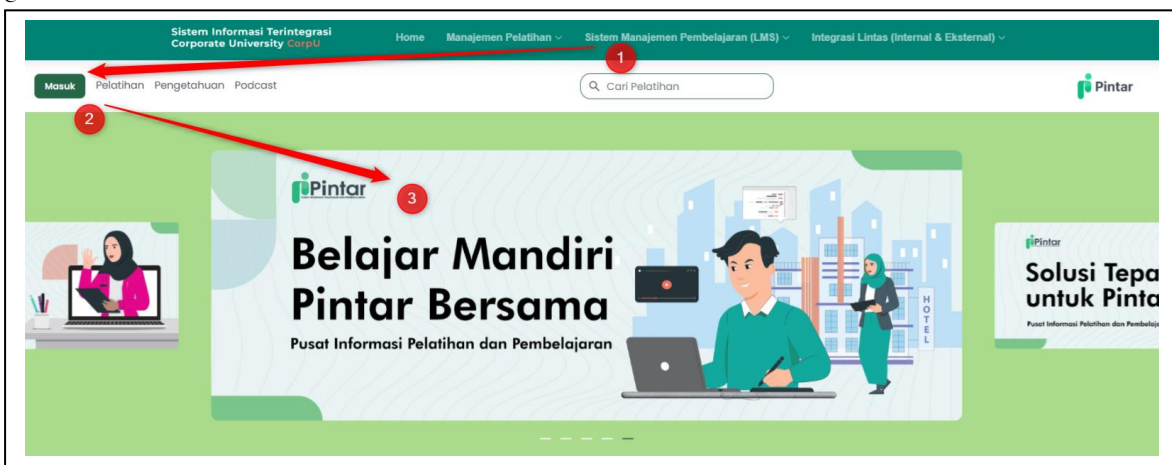 Sistem Informasi Terintegrasi
Corporate University CorpU
Home Manajemen Pelatihan Sistem Manajemen Pembelajaran (LMS) Integrasi Lintas (Internal & Eksternal)
1
Masuk Pelatihan Pengetahuan Podcast
Cari Pelatihan
Pintar
2
Pintar
3
Belajar Mandiri
Pintar Bersama
Pusat Informasi Pelatihan dan Pembelajaran
HOTEL
Pintar
Solusi Tepa
untuk Pinta
Pusat Informasi Pelatihan dan Pembelaja